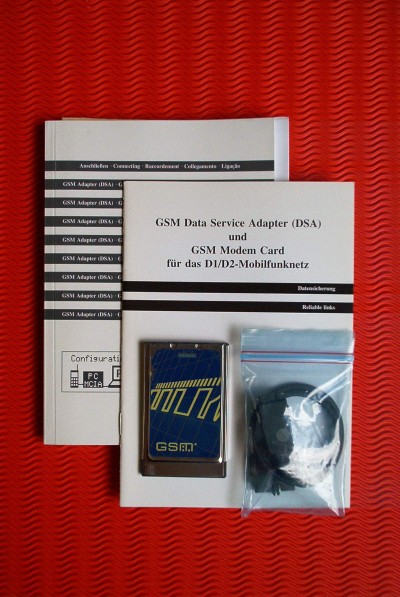 Anschließen · Connecting · Raccordement · Collegamento · Ligação
GSM Adapter (DSA) · G
GSM Adapter (DSA) · G
GSM Adapter (DSA) · G
GSM Adapter (DSA) · G
GSM Adapter (DSA) · G
GSM Adapter (DSA) · G
GSM Adapter (DSA) · G
GSM Adapter (DSA) · G
Configurati
PC
MCIA
GSM Data Service Adapter (DSA)
und
GSM Modem Card
für das D1/D2-Mobilfunknetz
Datensicherung
Reliable links
GSM